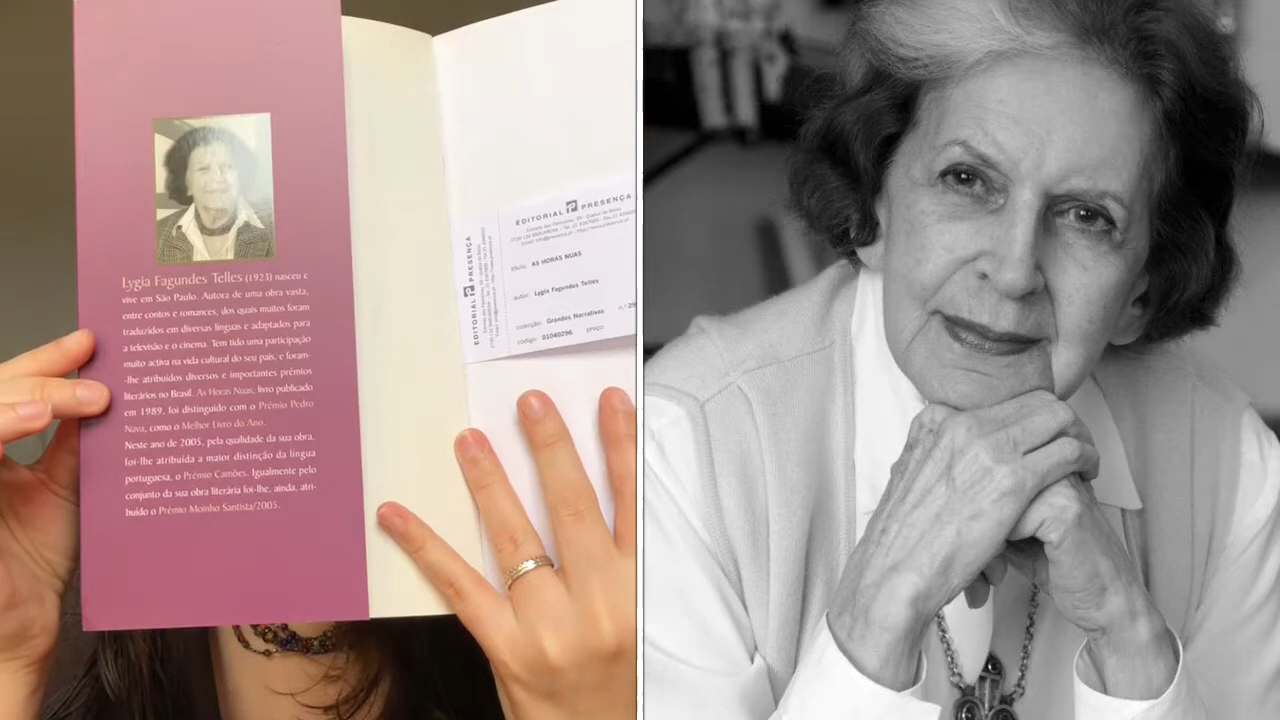 Lygia Fagundes Telles (1923) nasceu e
vive em São Paulo. Autora de uma obra vasta,
entre contos e romances, dos quais muitos foram
traduzidos em diversas línguas e adaptados para
a televisão e o cinema. Tem tido uma participação
muito activa na vida cultural do seu país, e foram-
-lhe atribuídos diversos e importantes prémios
literários no Brasil. As Horas Nuas, livro publicado
em 1989, foi distinguido com o Prémio Pedro
Nava, como o Melhor Livro do Ano.
Neste ano de 2005, pela qualidade da sua obra,
foi-lhe atribuída a maior distinção da língua
portuguesa, o Prémio Camões. Igualmente pelo
conjunto da sua obra literária foi-lhe, ainda, atri-
buído o Prémio Moinho Santista/2005.
EDITORIAL PRESENÇA
EDITORIAL PRESENÇA
título: AS HORAS NUAS
autor: Lygia Fagundes Telles
colecção: Grandes Narrativas
código: 01040296 preço: